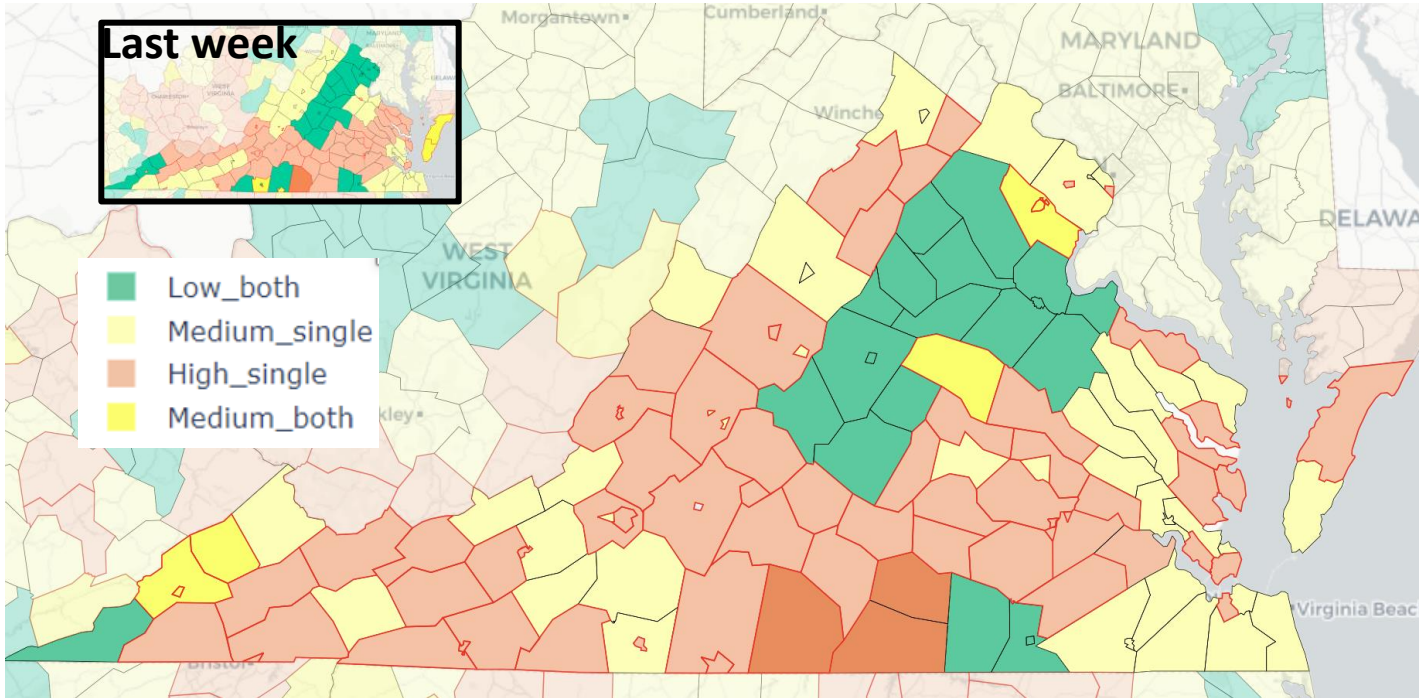 Last week
Morgantown
Cumberland
MARYLAND
BALTIMORE
Winche
DELAWA
WEST
VIRGINIA
Low_both
Medium_single
High_single
Medium_both
kley
Virginia Beac
Bristol